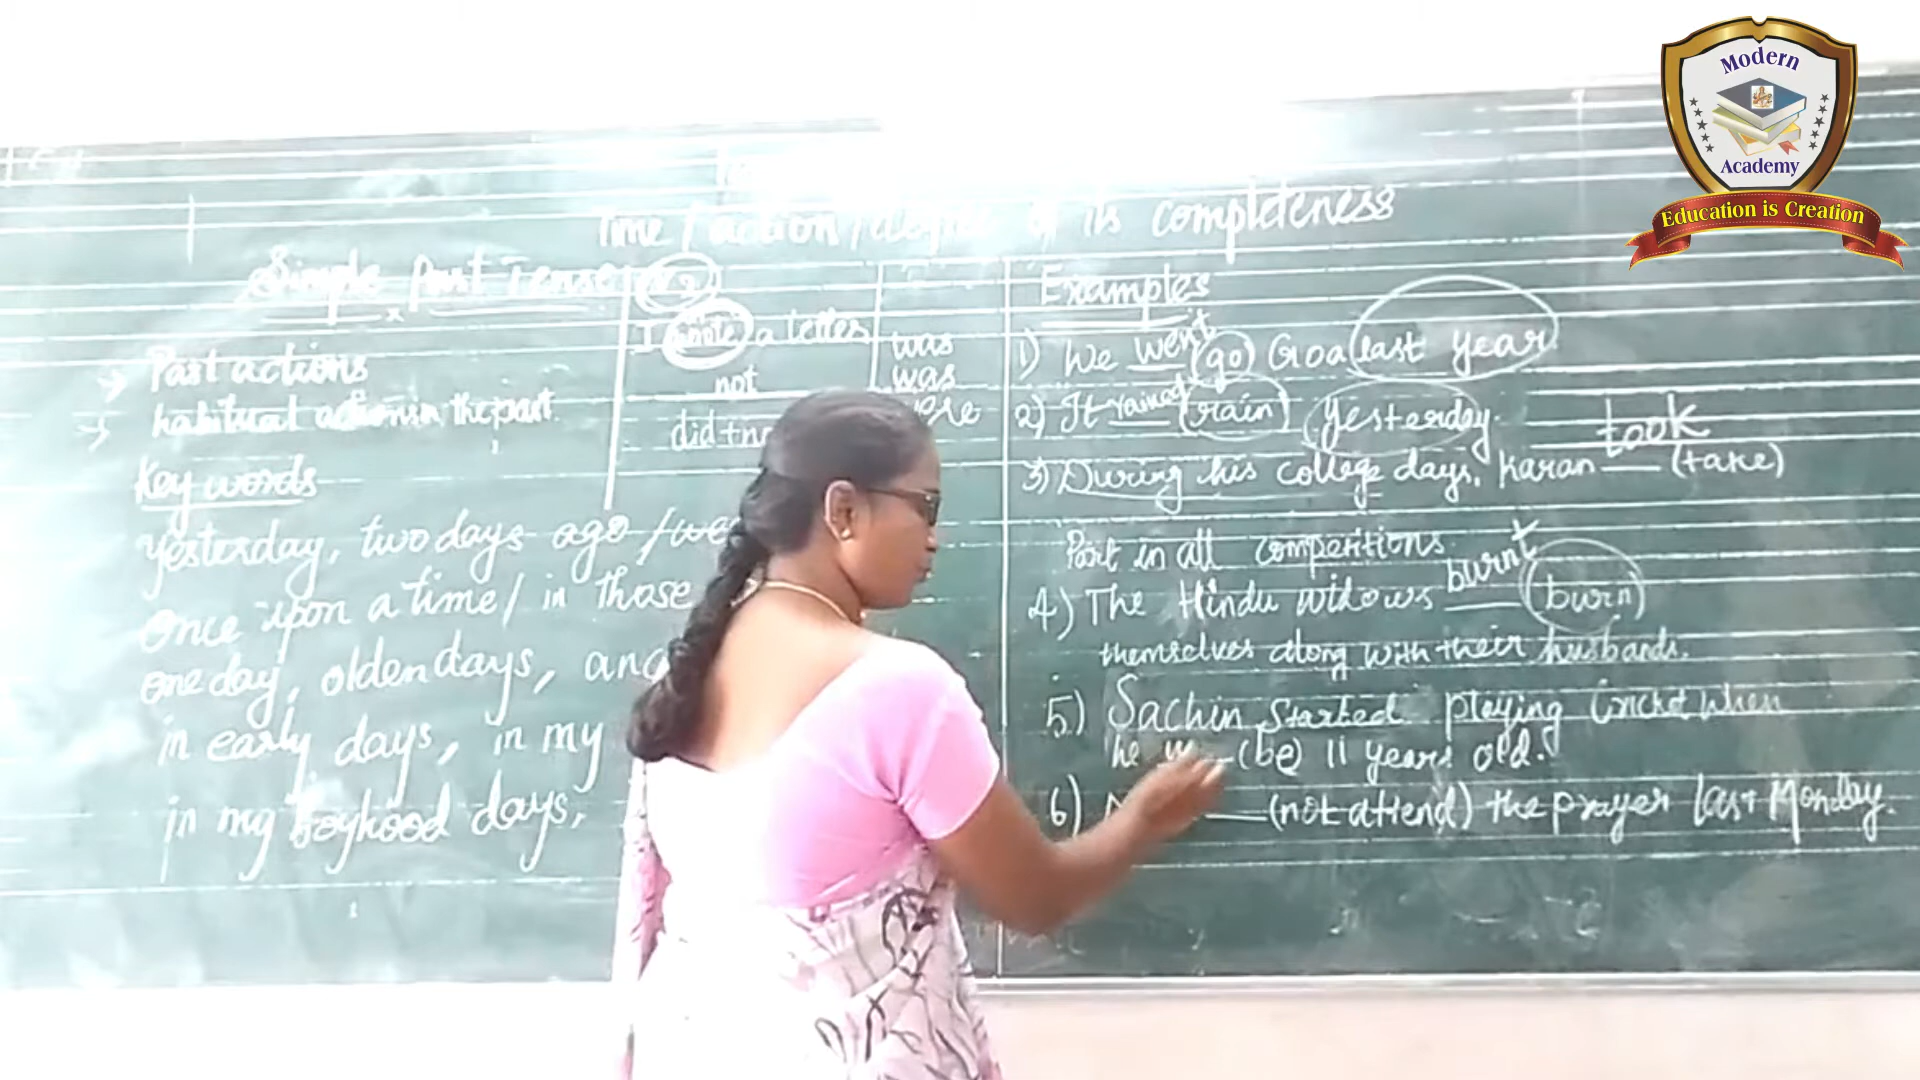 Modern
Academy
Education is Creation
Time / action / of its completeness
Simple Past Tense
I wrote a letter
not
was
was
→ Past actions
→ habitual actions in the past.
Key words
Yesterday, two days ago /
Once upon a time / in those
one day, olden days,
in early days, in my
in my boyhood days,
Examples
1) We went (go) Goa last year.
2) It rained (rain) yesterday.
took
3) During his college days, Karan ___ (take)
Part in all competitions.
burnt
4) The Hindu widows ___ (burn)
themselves along with their husbands.
5) Sachin started playing Cricket when
he (be) 11 years old.
6) ___ (not attend) the prayer last Monday.